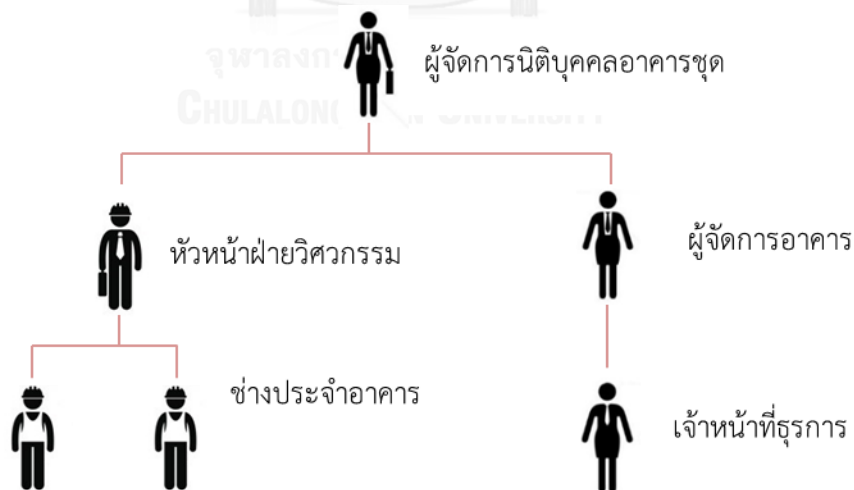 ผู้จัดการนิติบุคคลอาคารชุด
หัวหน้าฝ่ายวิศวกรรม
ผู้จัดการอาคาร
ช่างประจำอาคาร
เจ้าหน้าที่ธุรการ